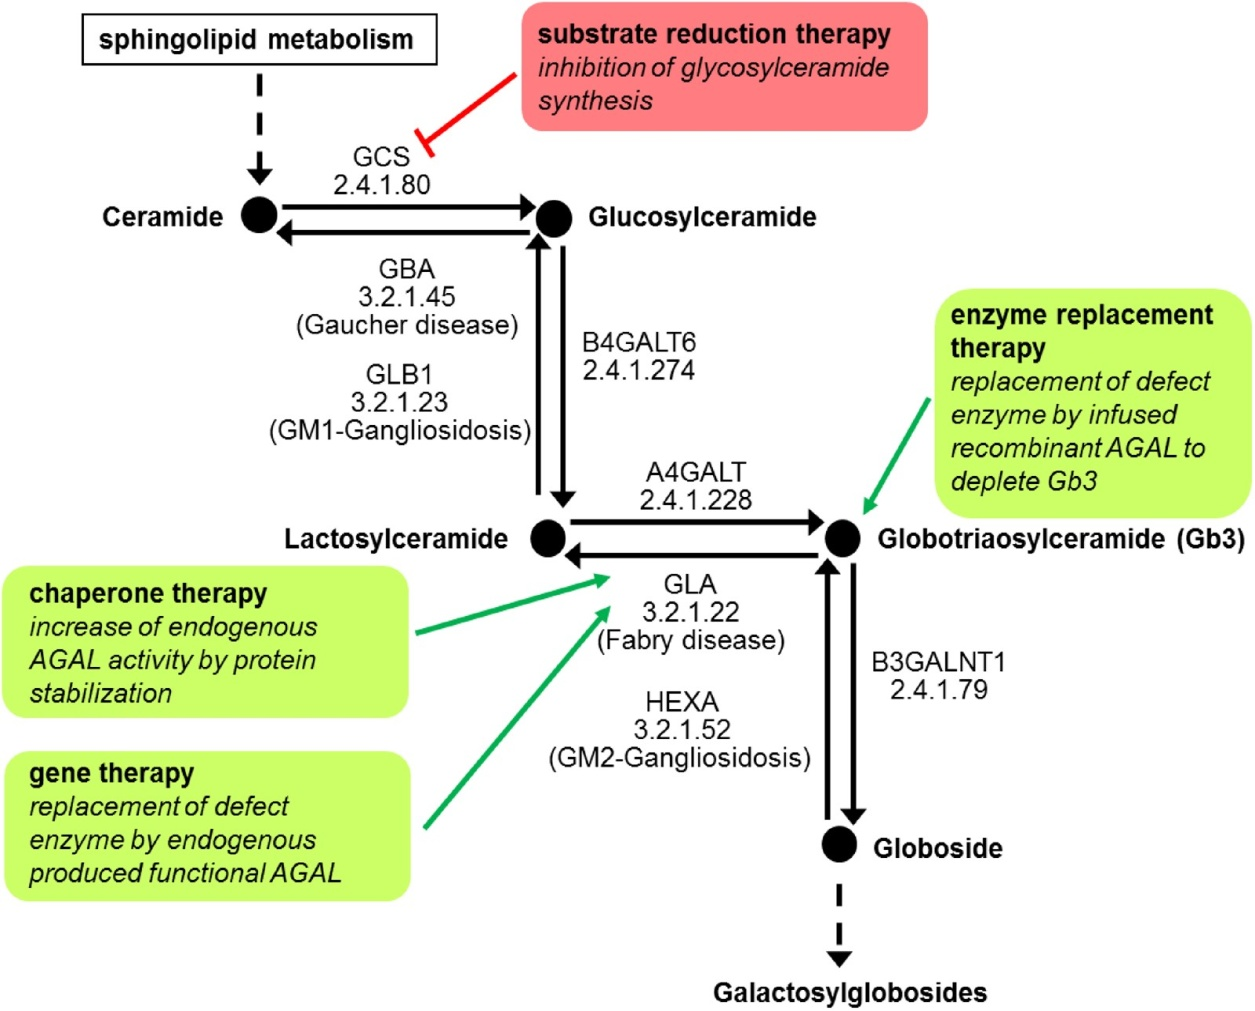 sphingolipid metabolism
substrate reduction therapy
inhibition of glycosylceramide
synthesis
GCS
2.4.1.80
Ceramide
Glucosylceramide
GBA
3.2.1.45
(Gaucher disease)
GLB1
3.2.1.23
(GM1-Gangliosidosis)
B4GALT6
2.4.1.274
enzyme replacement
therapy
replacement of defect
enzyme by infused
recombinant AGAL to
deplete Gb3
A4GALT
2.4.1.228
Lactosylceramide
Globotriaosylceramide (Gb3)
chaperone therapy
increase of endogenous
AGAL activity by protein
stabilization
GLA
3.2.1.22
(Fabry disease)
HEXA
3.2.1.52
(GM2-Gangliosidosis)
B3GALNT1
2.4.1.79
gene therapy
replacement of defect
enzyme by endogenous
produced functional AGAL
Globoside
Galactosylglobosides